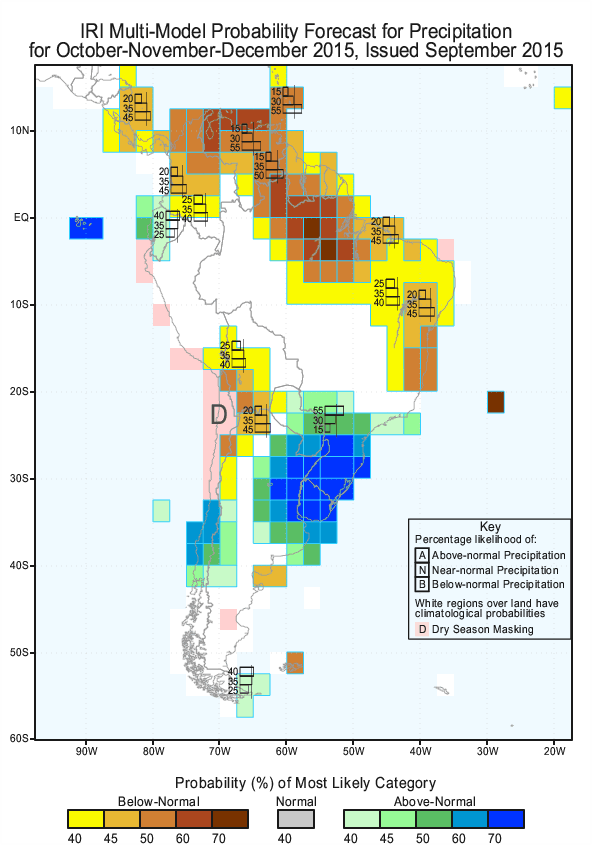 IRI Multi-Model Probability Forecast for Precipitation
for October-November-December 2015, Issued September 2015
10N
EQ
10S
20S
30S
40S
50S
60S
90W 80W 70W 60W 50W 40W 30W 20W
20
35
45
15
30
55
15
30
55
15
35
50
20
35
45
25
35
40
40
35
25
20
35
45
25
35
40
20
35
45
25
35
40
20
35
45
55
30
15
40
35
25
D
Key
Percentage likelihood of:
A Above-normal Precipitation
N Near-normal Precipitation
B Below-normal Precipitation
White regions over land have
climatological probabilities
D Dry Season Masking
Probability (%) of Most Likely Category
Below-Normal Normal Above-Normal
40 45 50 60 70 40 40 45 50 60 70